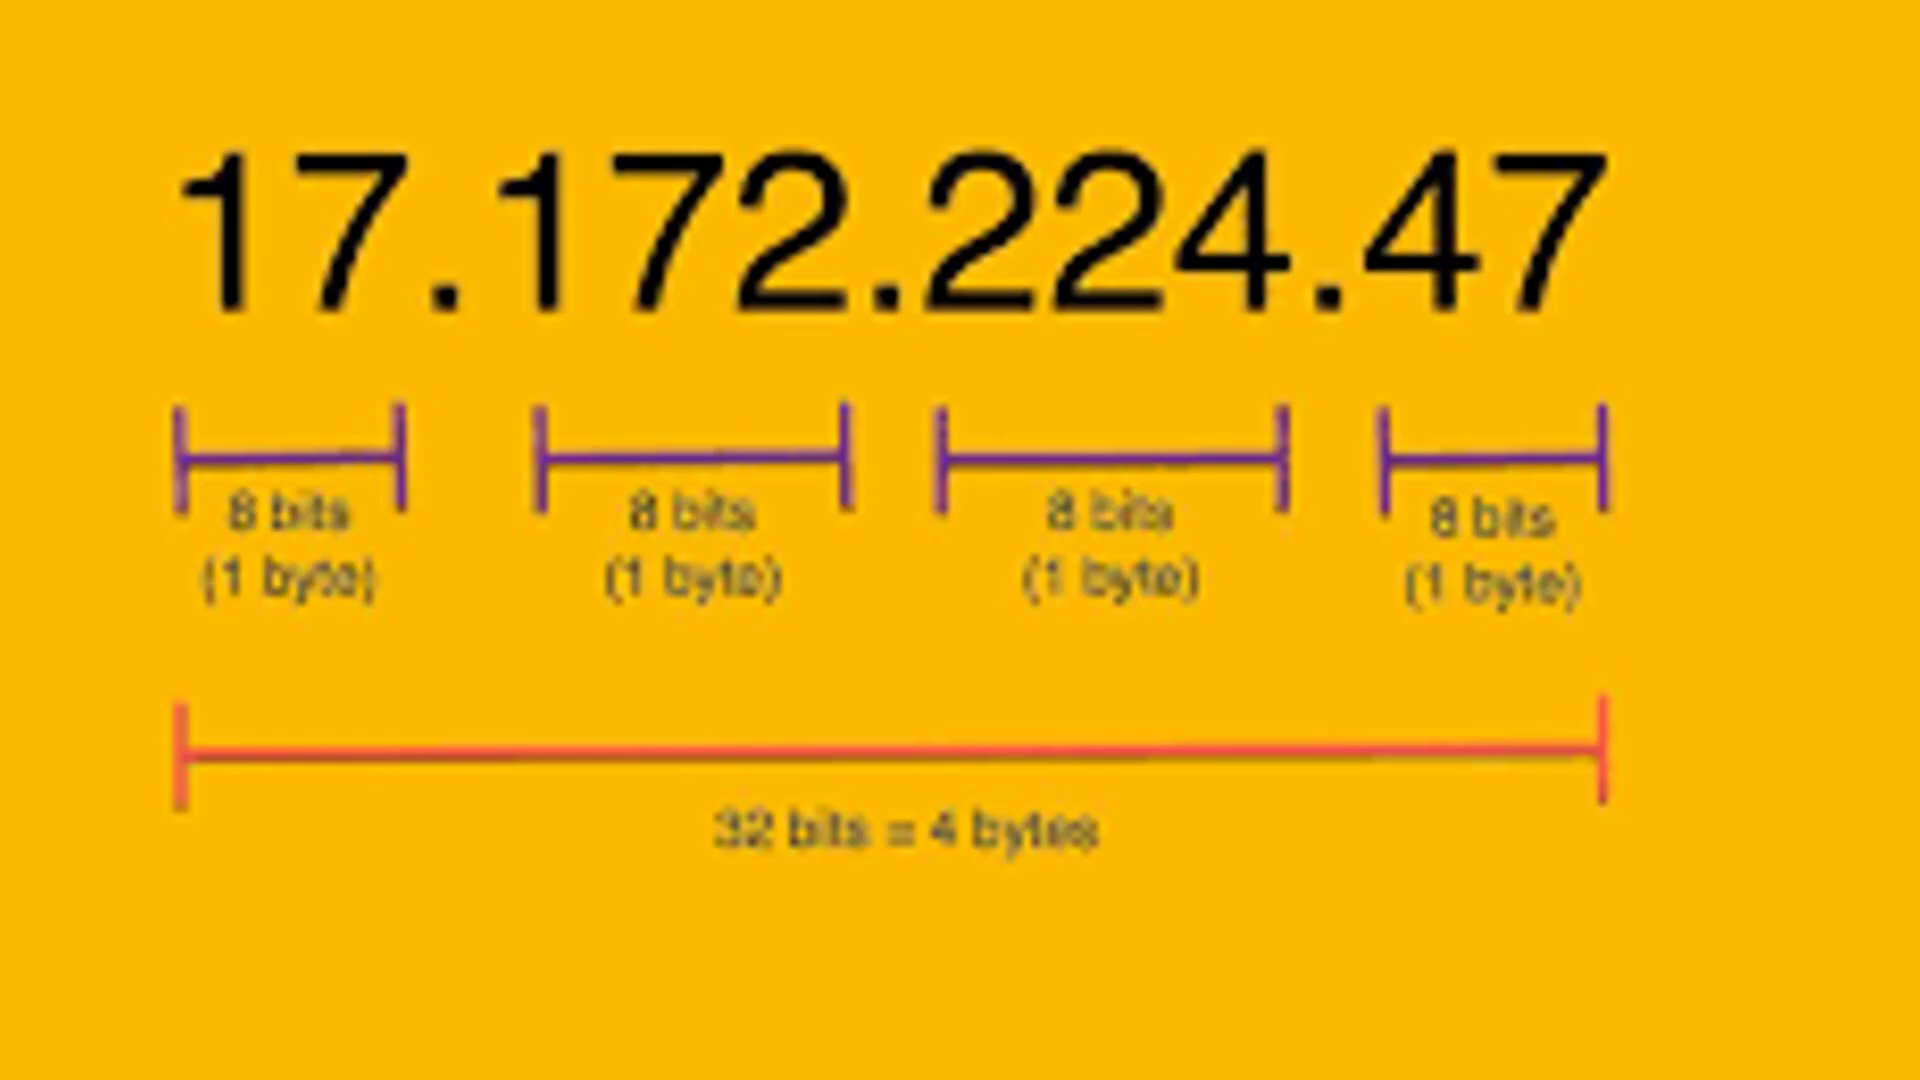 17.172.224.47
8 bits 8 bits 8 bits 8 bits
(1 byte) (1 byte) (1 byte) (1 byte)
32 bits = 4 bytes